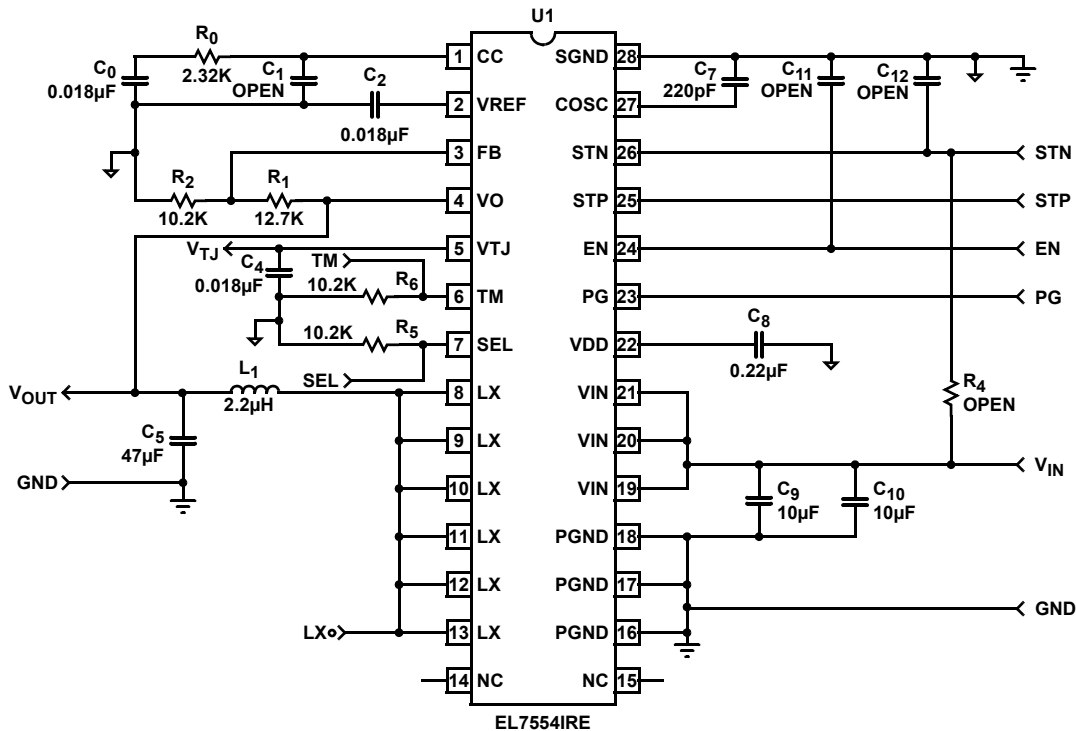 U1
R0
2.32K
C0
0.018µF
C1
OPEN
C2
0.018µF
R2
10.2K
R1
12.7K
VTJ
C4
0.018µF
TM
10.2K
R6
10.2K
R5
SEL
L1
2.2µH
VOUT
C5
47µF
GND
LX
1 CC
2 VREF
3 FB
4 VO
5 VTJ
6 TM
7 SEL
8 LX
9 LX
10 LX
11 LX
12 LX
13 LX
14 NC
SGND 28
COSC 27
STN 26
STP 25
EN 24
PG 23
VDD 22
VIN 21
VIN 20
VIN 19
PGND 18
PGND 17
PGND 16
NC 15
C7
220pF
C11
OPEN
C12
OPEN
STN
STP
EN
PG
C8
0.22µF
R4
OPEN
VIN
C9
10µF
C10
10µF
GND
EL7554IRE